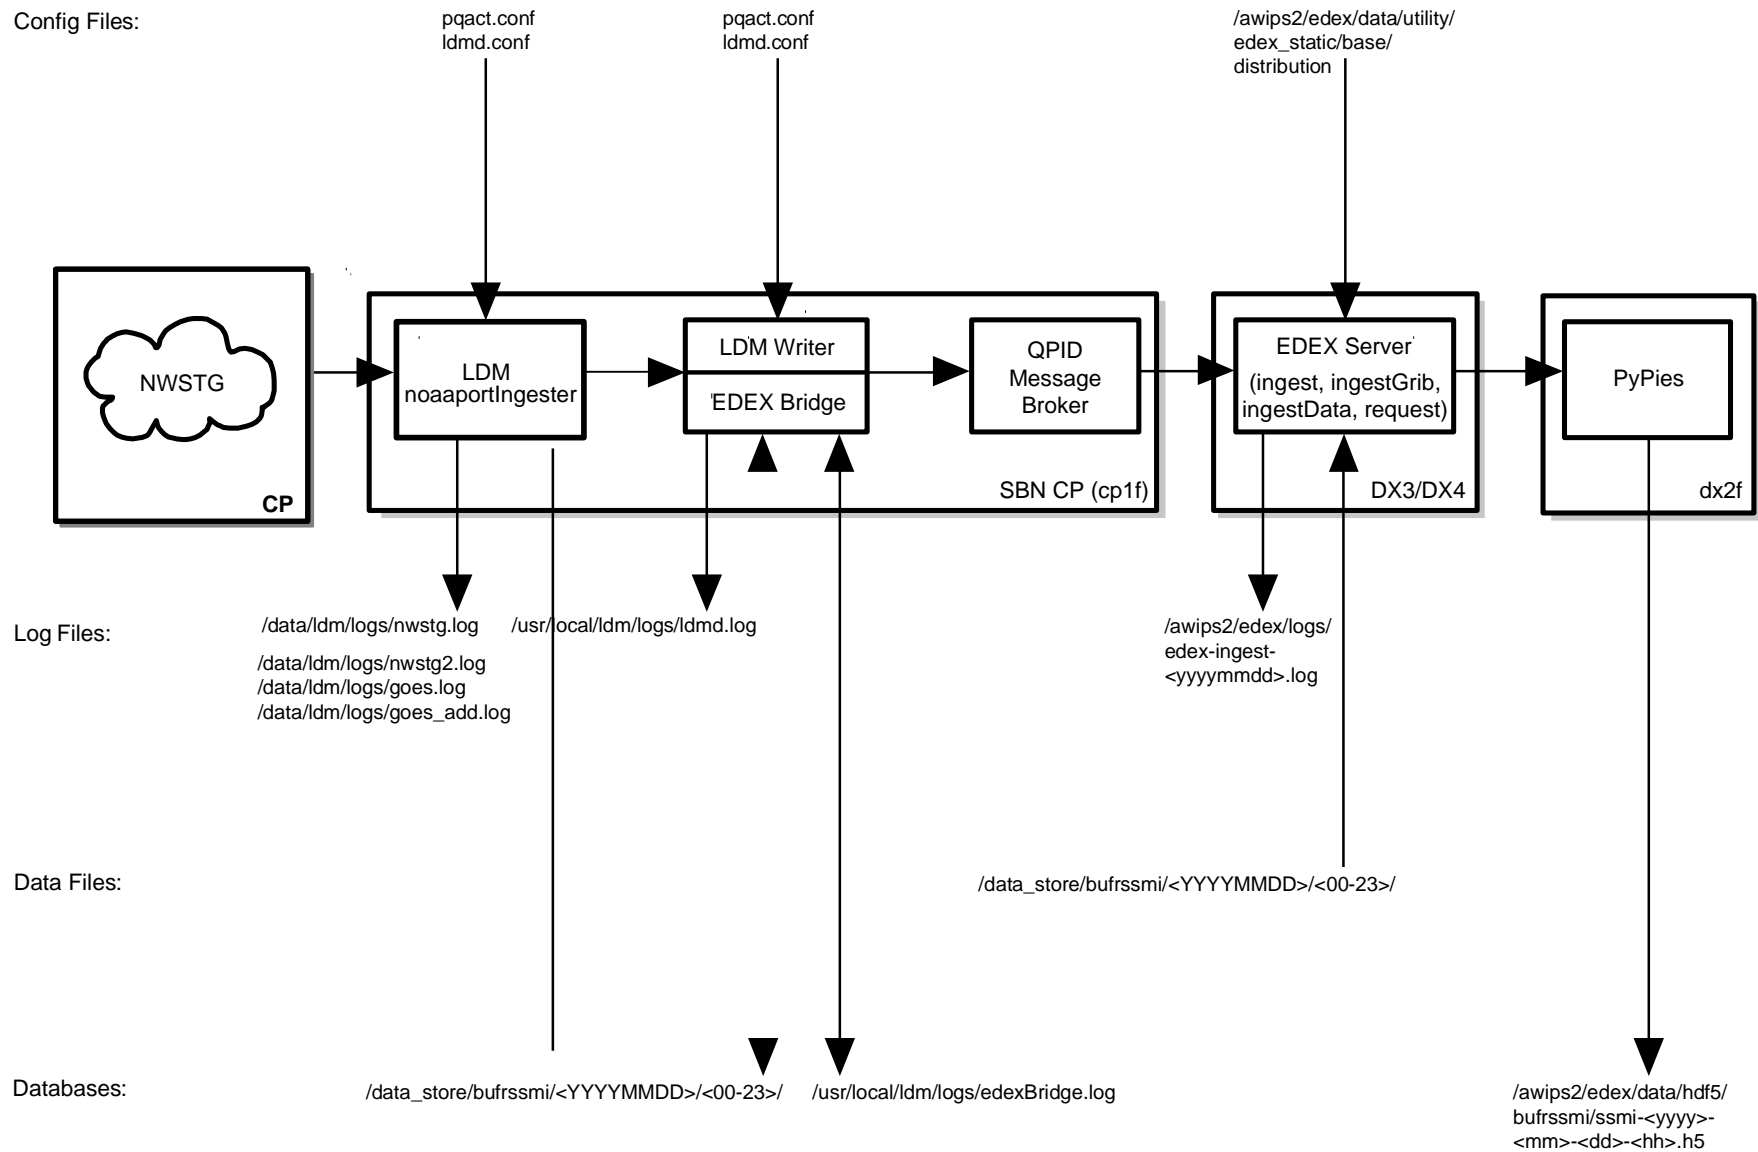 Config Files:
pqact.conf
ldmd.conf
pqact.conf
ldmd.conf
/awips2/edex/data/utility/
edex_static/base/
distribution
NWSTG
CP
LDM
noaaportIngester
LDM Writer
EDEX Bridge
QPID
Message
Broker
SBN CP (cp1f)
EDEX Server
(ingest, ingestGrib,
ingestData, request)
DX3/DX4
PyPies
dx2f
Log Files:
/data/ldm/logs/nwstg.log
/data/ldm/logs/nwstg2.log
/data/ldm/logs/goes.log
/data/ldm/logs/goes_add.log
/usr/local/ldm/logs/ldmd.log
/awips2/edex/logs/
edex-ingest-
<yyyymmdd>.log
Data Files:
/data_store/bufrssmi/<YYYYMMDD>/<00-23>/
Databases:
/data_store/bufrssmi/<YYYYMMDD>/<00-23>/
/usr/local/ldm/logs/edexBridge.log
/awips2/edex/data/hdf5/
bufrssmi/ssmi-<yyyy>-
<mm>-<dd>-<hh>.h5